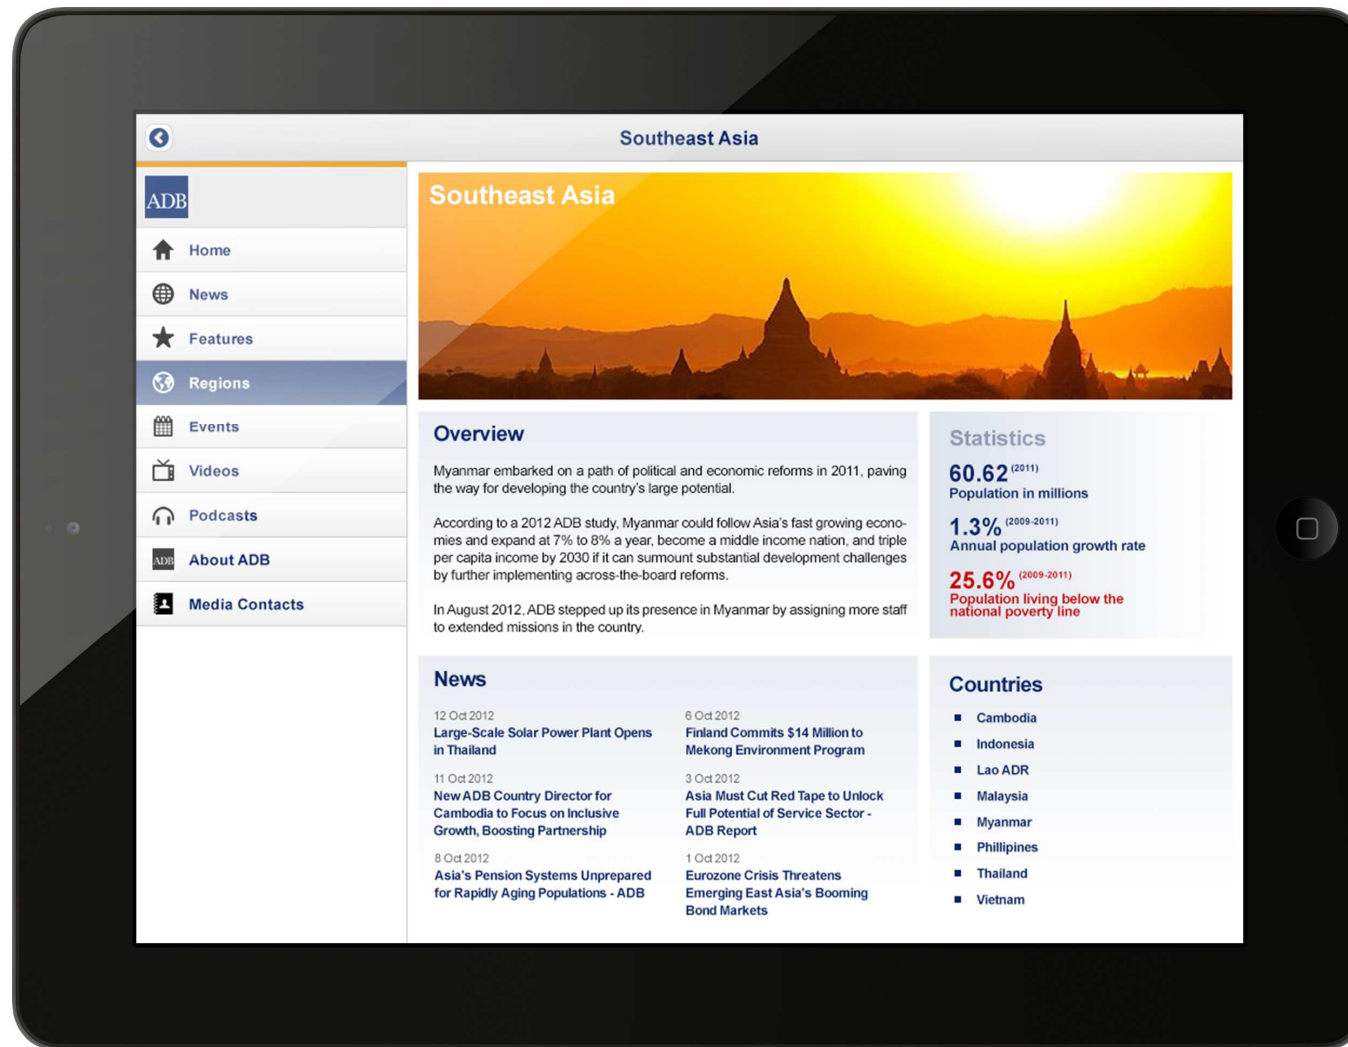 Southeast Asia
ADB
Home
News
Features
Regions
Events
Videos
Podcasts
ADB
About ADB
Media Contacts
Southeast Asia
Overview
Myanmar embarked on a path of political and economic reforms in 2011, paving
the way for developing the country's large potential.
According to a 2012 ADB study, Myanmar could follow Asia's fast growing econo-
mies and expand at 7% to 8% a year, become a middle income nation, and triple
per capita income by 2030 if it can surmount substantial development challenges
by further implementing across-the-board reforms.
In August 2012, ADB stepped up its presence in Myanmar by assigning more staff
to extended missions in the country.
Statistics
60.62 (2011)
Population in millions
1.3% (2009-2011)
Annual population growth rate
25.6% (2009-2011)
Population living below the
national poverty line
News
12 Oct 2012
Large-Scale Solar Power Plant Opens
in Thailand
11 Oct 2012
New ADB Country Director for
Cambodia to Focus on Inclusive
Growth, Boosting Partnership
8 Oct 2012
Asia's Pension Systems Unprepared
for Rapidly Aging Populations - ADB
6 Oct 2012
Finland Commits $14 Million to
Mekong Environment Program
3 Oct 2012
Asia Must Cut Red Tape to Unlock
Full Potential of Service Sector -
ADB Report
1 Oct 2012
Eurozone Crisis Threatens
Emerging East Asia's Booming
Bond Markets
Countries
Cambodia
Indonesia
Lao ADR
Malaysia
Myanmar
Phillipines
Thailand
Vietnam